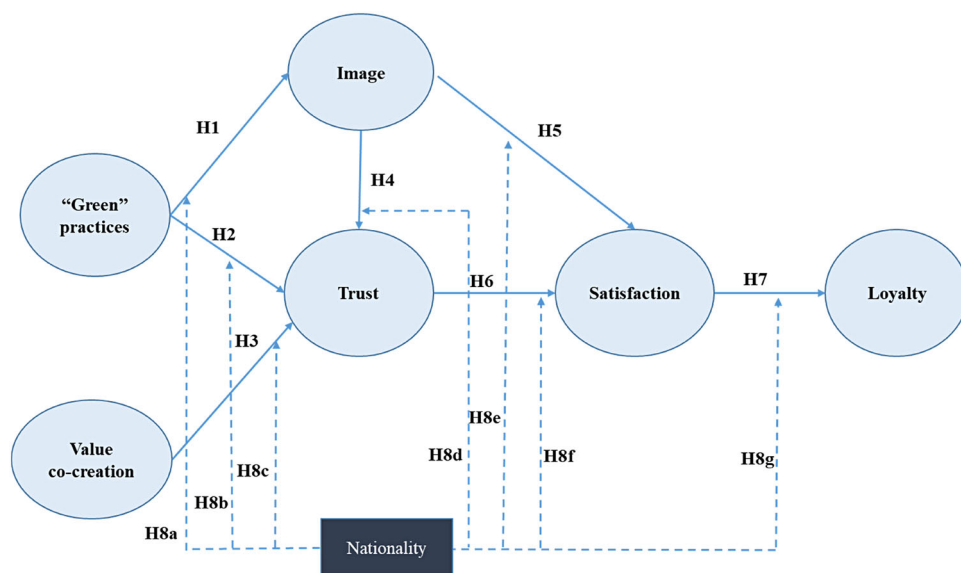 Image
H1
H5
“Green”
practices
H4
H2
Trust
H6
Satisfaction
H7
Loyalty
H3
Value
co-creation
H8e
H8d
H8f
H8g
H8c
H8b
H8a
Nationality